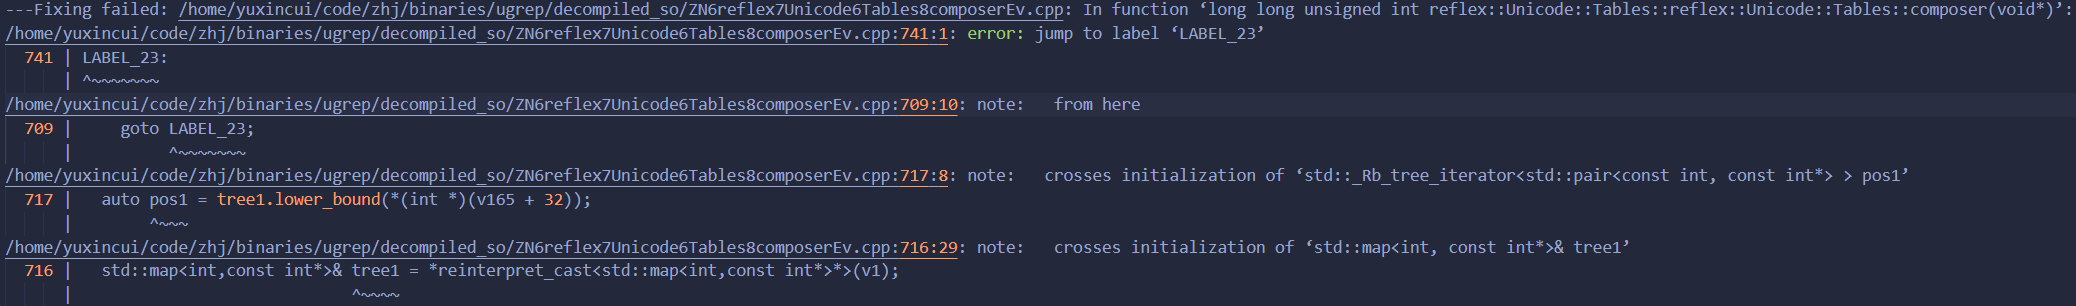 ---Fixing failed: /home/yuxincui/code/zhj/binaries/ugrep/decompiled_so/ZN6reflex7Unicode6Tables8composerEv.cpp: In function ‘long long unsigned int reflex::Unicode::Tables::reflex::Unicode::Tables::composer(void*)’:
/home/yuxincui/code/zhj/binaries/ugrep/decompiled_so/ZN6reflex7Unicode6Tables8composerEv.cpp:741:1: error: jump to label ‘LABEL_23’
  741 | LABEL_23:
      | ^~~~~~~~
/home/yuxincui/code/zhj/binaries/ugrep/decompiled_so/ZN6reflex7Unicode6Tables8composerEv.cpp:709:10: note:   from here
  709 |     goto LABEL_23;
      |          ^~~~~~~~
/home/yuxincui/code/zhj/binaries/ugrep/decompiled_so/ZN6reflex7Unicode6Tables8composerEv.cpp:717:8: note:   crosses initialization of ‘std::_Rb_tree_iterator<std::pair<const int, const int*> > pos1’
  717 |   auto pos1 = tree1.lower_bound(*(int *)(v165 + 32));
      |        ^~~~
/home/yuxincui/code/zhj/binaries/ugrep/decompiled_so/ZN6reflex7Unicode6Tables8composerEv.cpp:716:29: note:   crosses initialization of ‘std::map<int, const int*>& tree1’
  716 |   std::map<int,const int*>& tree1 = *reinterpret_cast<std::map<int,const int*>*>(v1);
      |                             ^~~~~